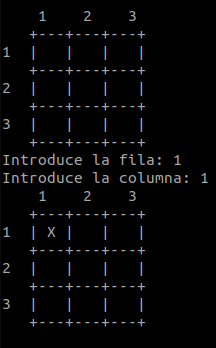 1    2    3
   +---+---+---+
1  |   |   |   |
   +---+---+---+
2  |   |   |   |
   +---+---+---+
3  |   |   |   |
   +---+---+---+
Introduce la fila: 1
Introduce la columna: 1
    1    2    3
   +---+---+---+
1  | X |   |   |
   +---+---+---+
2  |   |   |   |
   +---+---+---+
3  |   |   |   |
   +---+---+---+